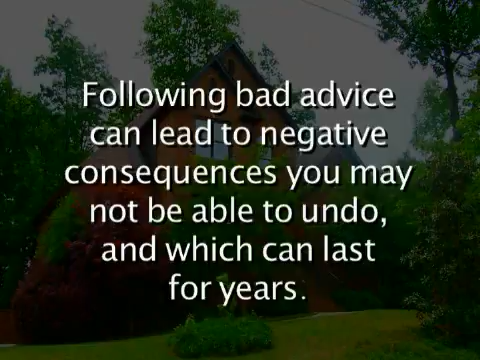 Following bad advice
can lead to negative
consequences you may
not be able to undo,
and which can last
for years.